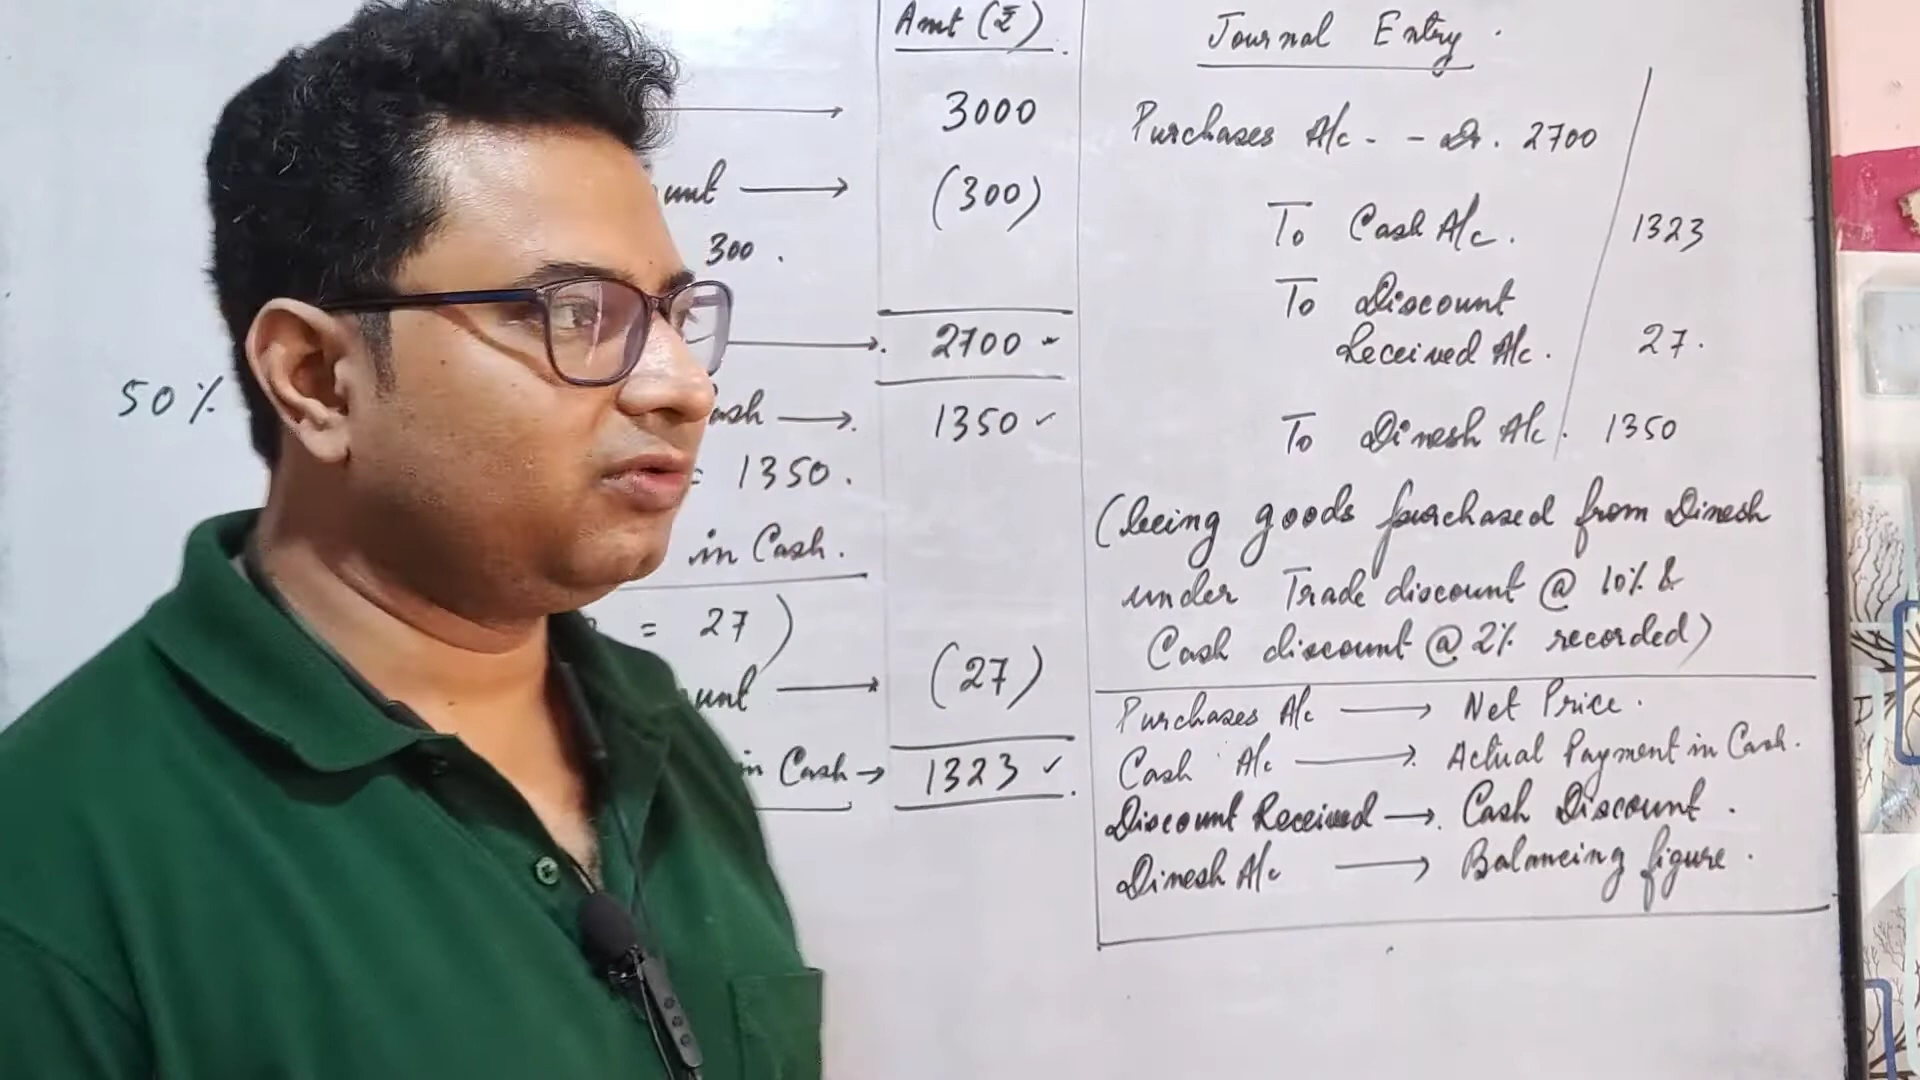 Amt (₹)
3000
unt → (300)
300.
→ 2700
50%
ash → 1350 ✓
= 1350.
in Cash.
= 27)
unt → (27)
in Cash → 1323 ✓
Journal Entry.
Purchases A/c - - Dr. 2700
To Cash A/c. 1323
To Discount
Received A/c. 27.
To Dinesh A/c. 1350
(being goods purchased from Dinesh
under Trade discount @ 10% &
Cash discount @ 2% recorded)
Purchases A/c → Net Price.
Cash A/c → Actual Payment in Cash.
Discount Received → Cash Discount.
Dinesh A/c → Balancing figure.